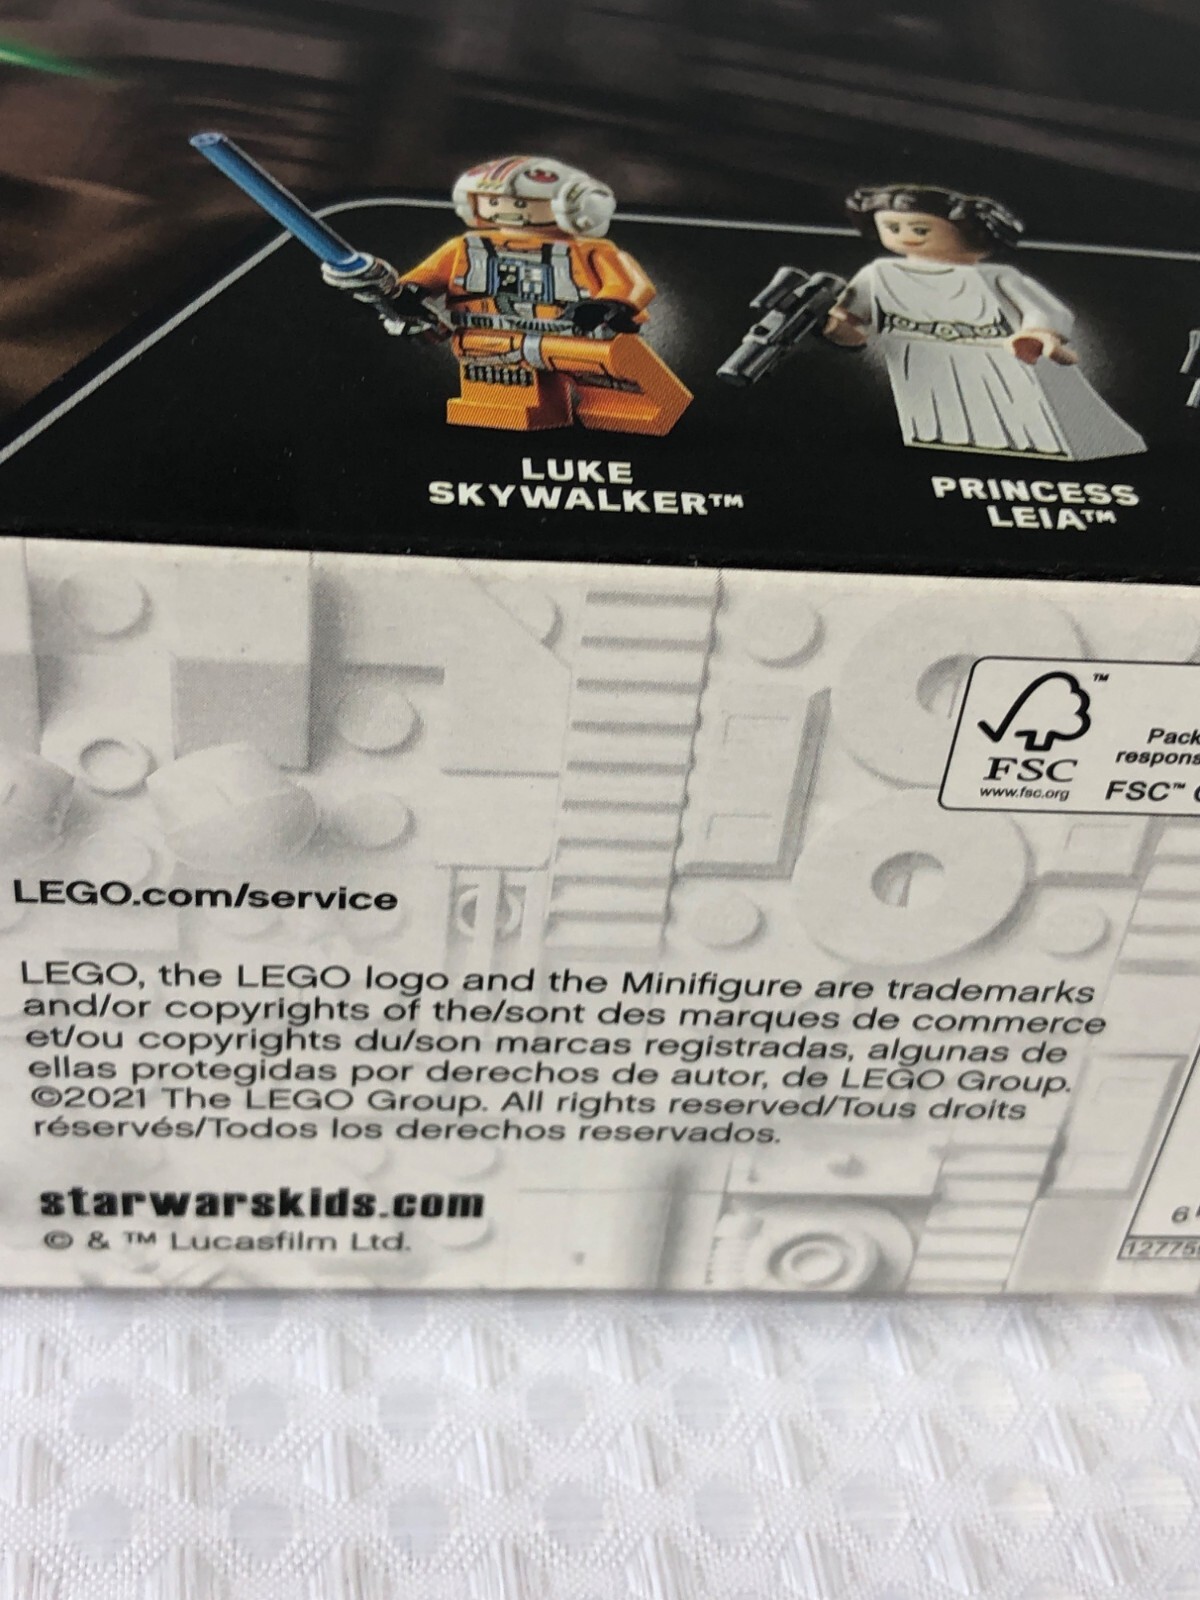 LUKE
SKYWALKER™
PRINCESS
LEIA™
™
FSC
www.fsc.org
FSC™
LEGO.com/service
LEGO, the LEGO logo and the Minifigure are trademarks
and/or copyrights of the/sont des marques de commerce
et/ou copyrights du/son marcas registradas, algunas de
ellas protegidas por derechos de autor, de LEGO Group.
©2021 The LEGO Group. All rights reserved/Tous droits
réservés/Todos los derechos reservados.
starwarskids.com
© & ™ Lucasfilm Ltd.
6